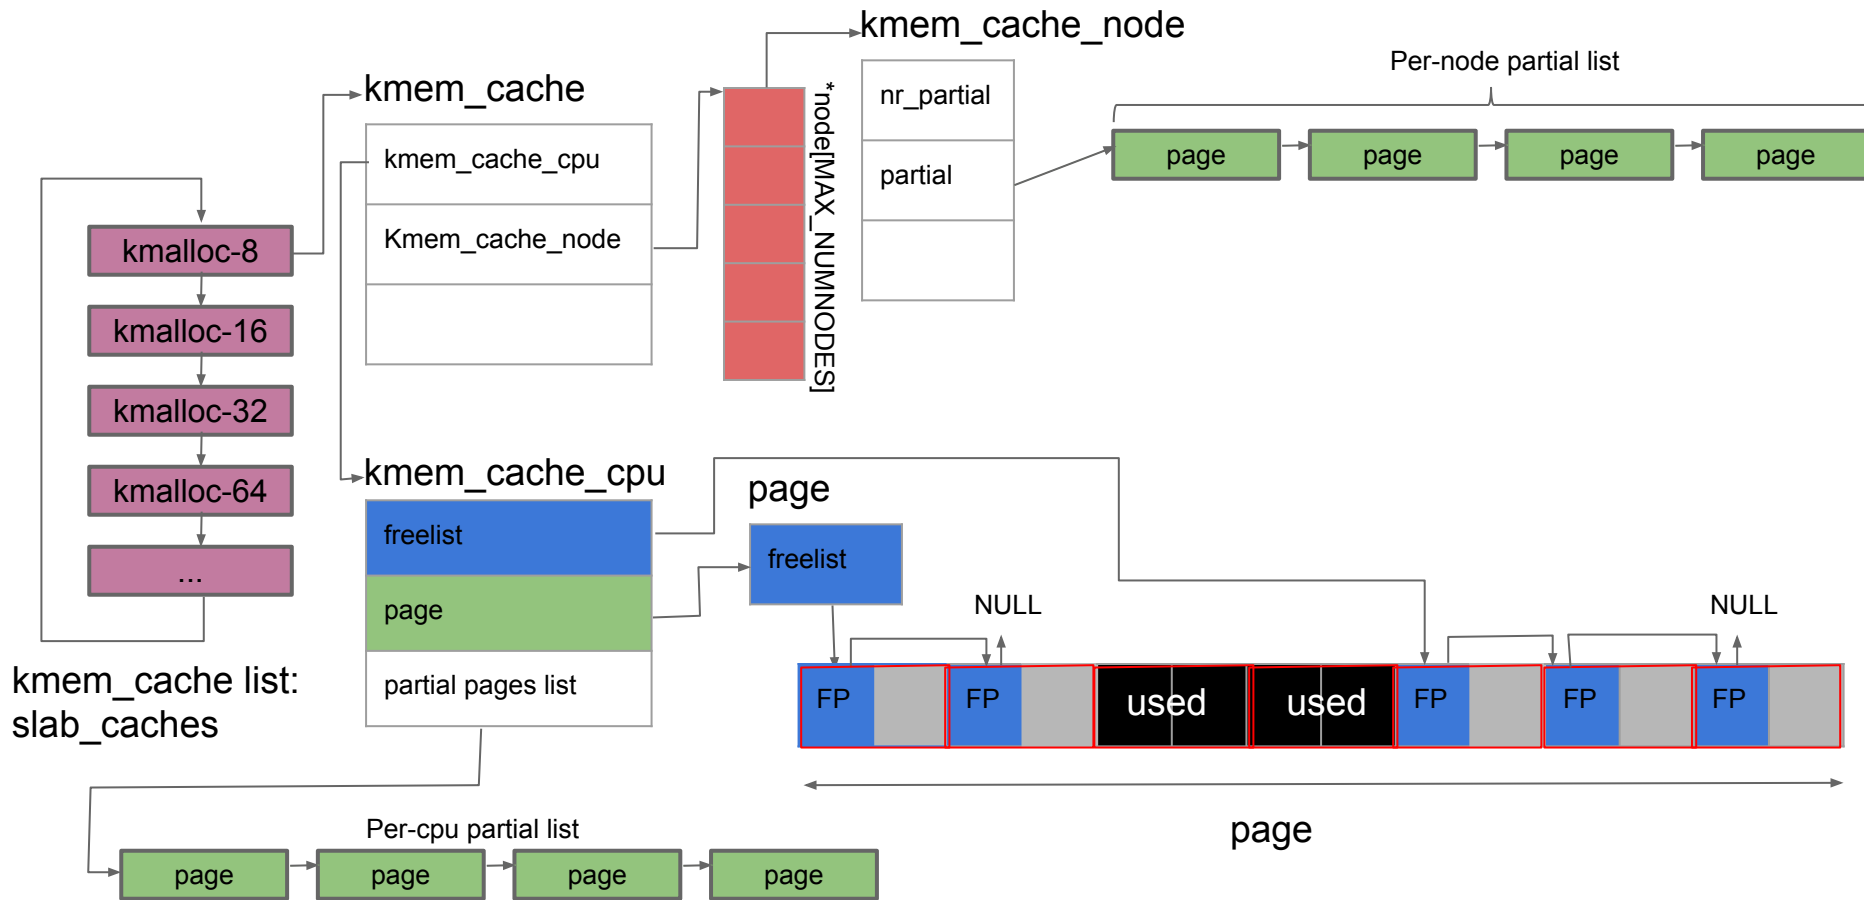 kmem_cache_node
Per-node partial list
kmem_cache
nr_partial
*node[MAX_NUMNODES]
page
page
page
page
kmem_cache_cpu
partial
Kmem_cache_node
kmalloc-8
kmalloc-16
kmalloc-32
kmalloc-64
...
kmem_cache list:
slab_caches
kmem_cache_cpu
freelist
page
partial pages list
page
freelist
NULL
NULL
FP
FP
used
used
FP
FP
FP
page
Per-cpu partial list
page
page
page
page